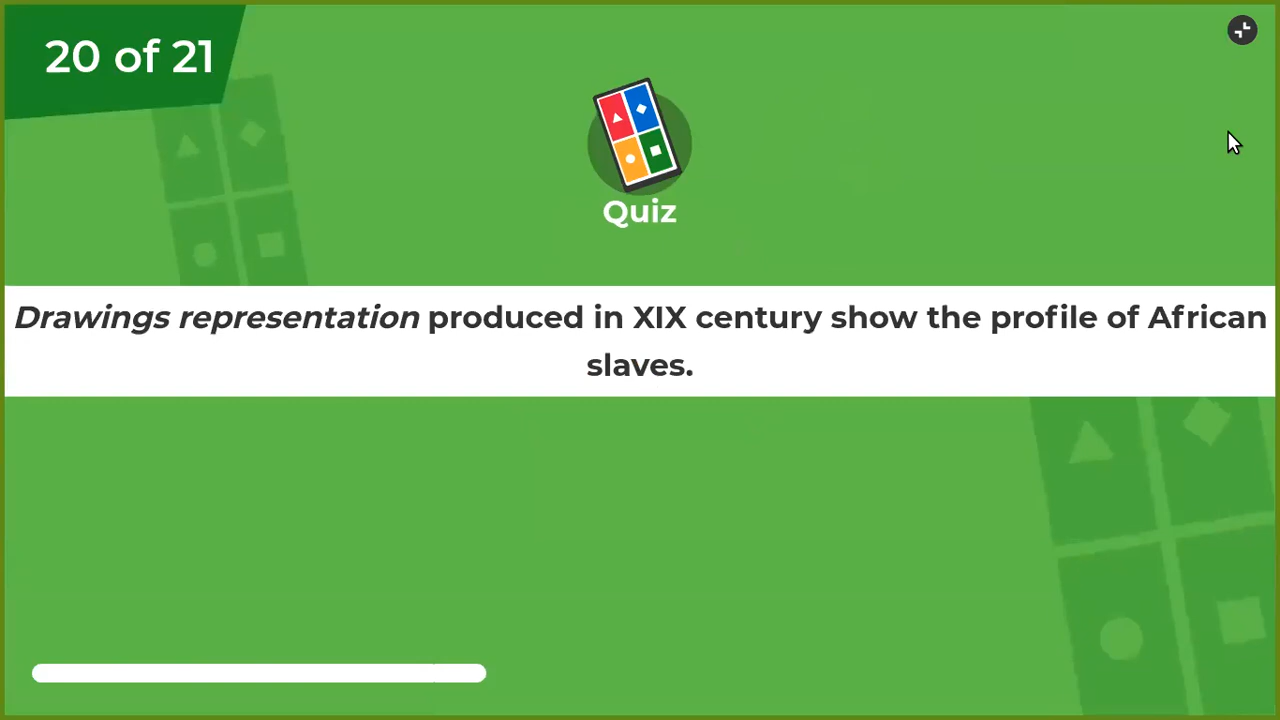 20 of 21
Quiz
Drawings representation produced in XIX century show the profile of African
slaves.